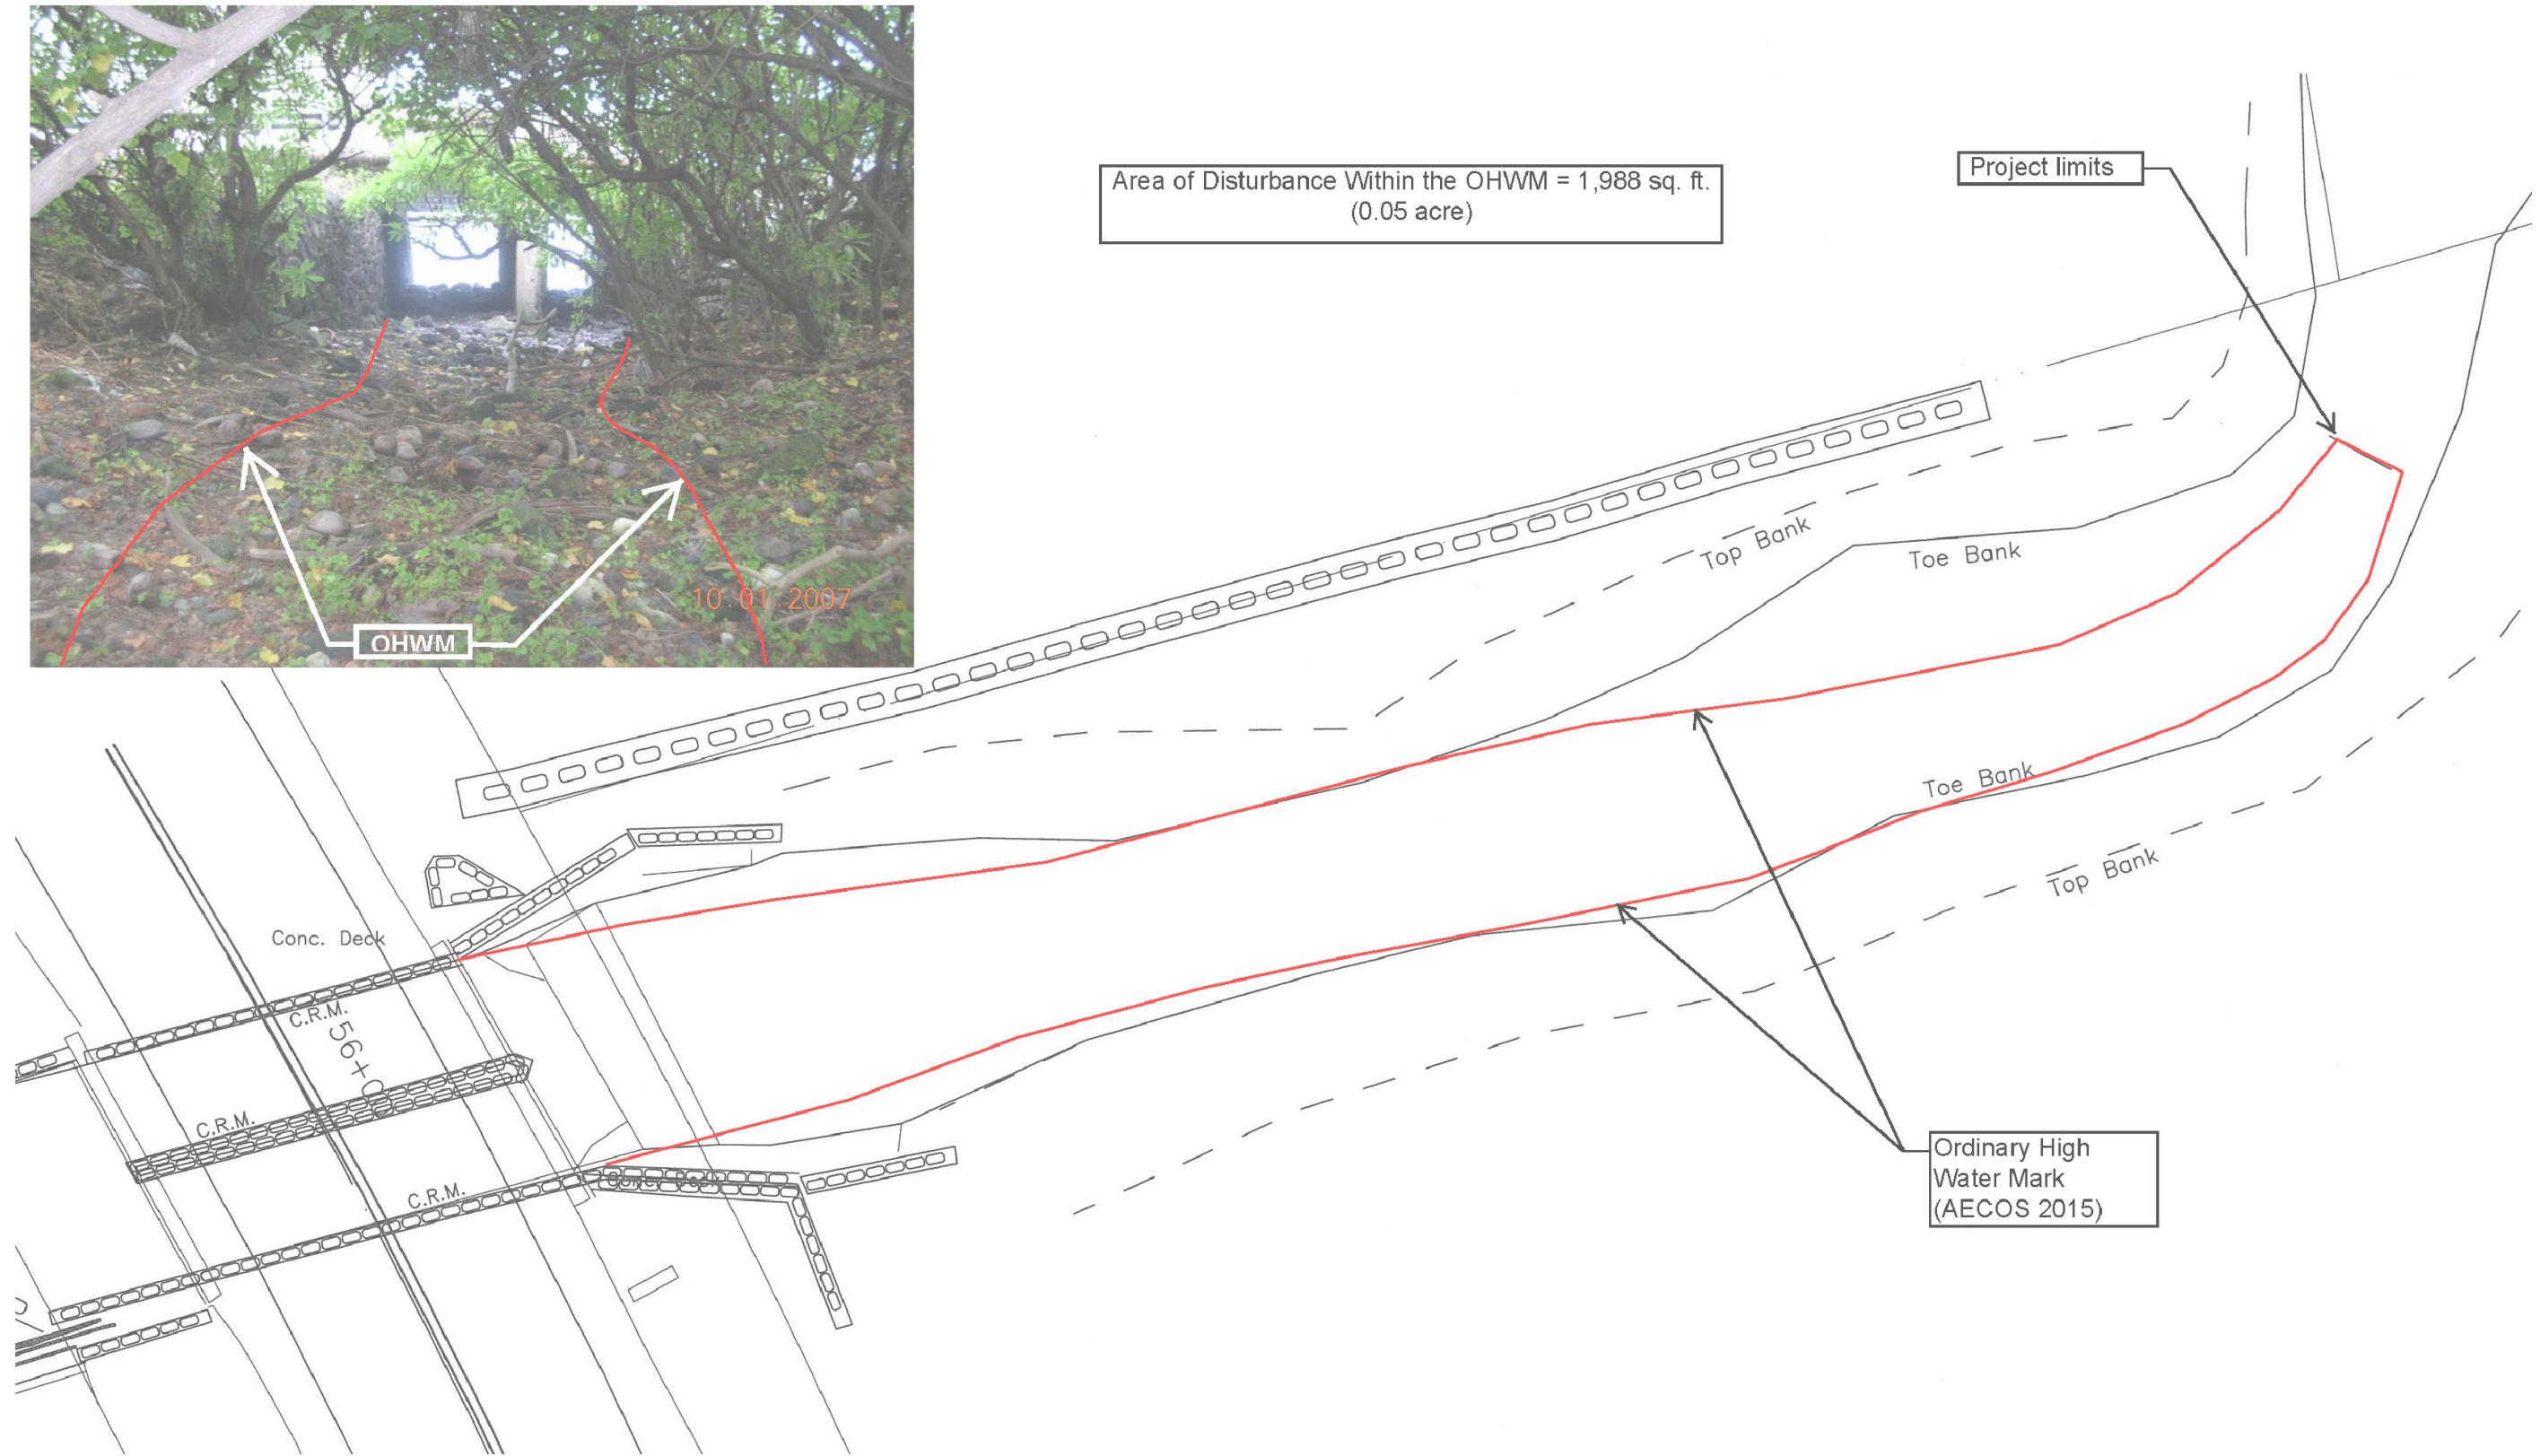 Area of Disturbance Within the OHWM = 1,988 sq. ft.
(0.05 acre)
Project limits
10.01.2007
OHWM
Top Bank
Toe Bank
Toe Bank
Top Bank
Conc. Deck
C.R.M.
C.R.M.
C.R.M.
Ordinary High
Water Mark
(AECOS 2015)